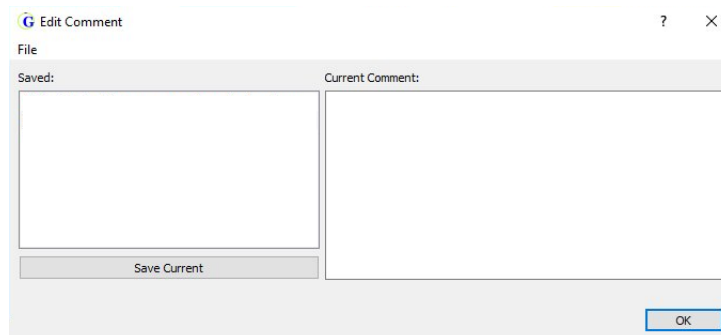 G Edit Comment
?
File
Saved:
Current Comment:
Save Current
OK